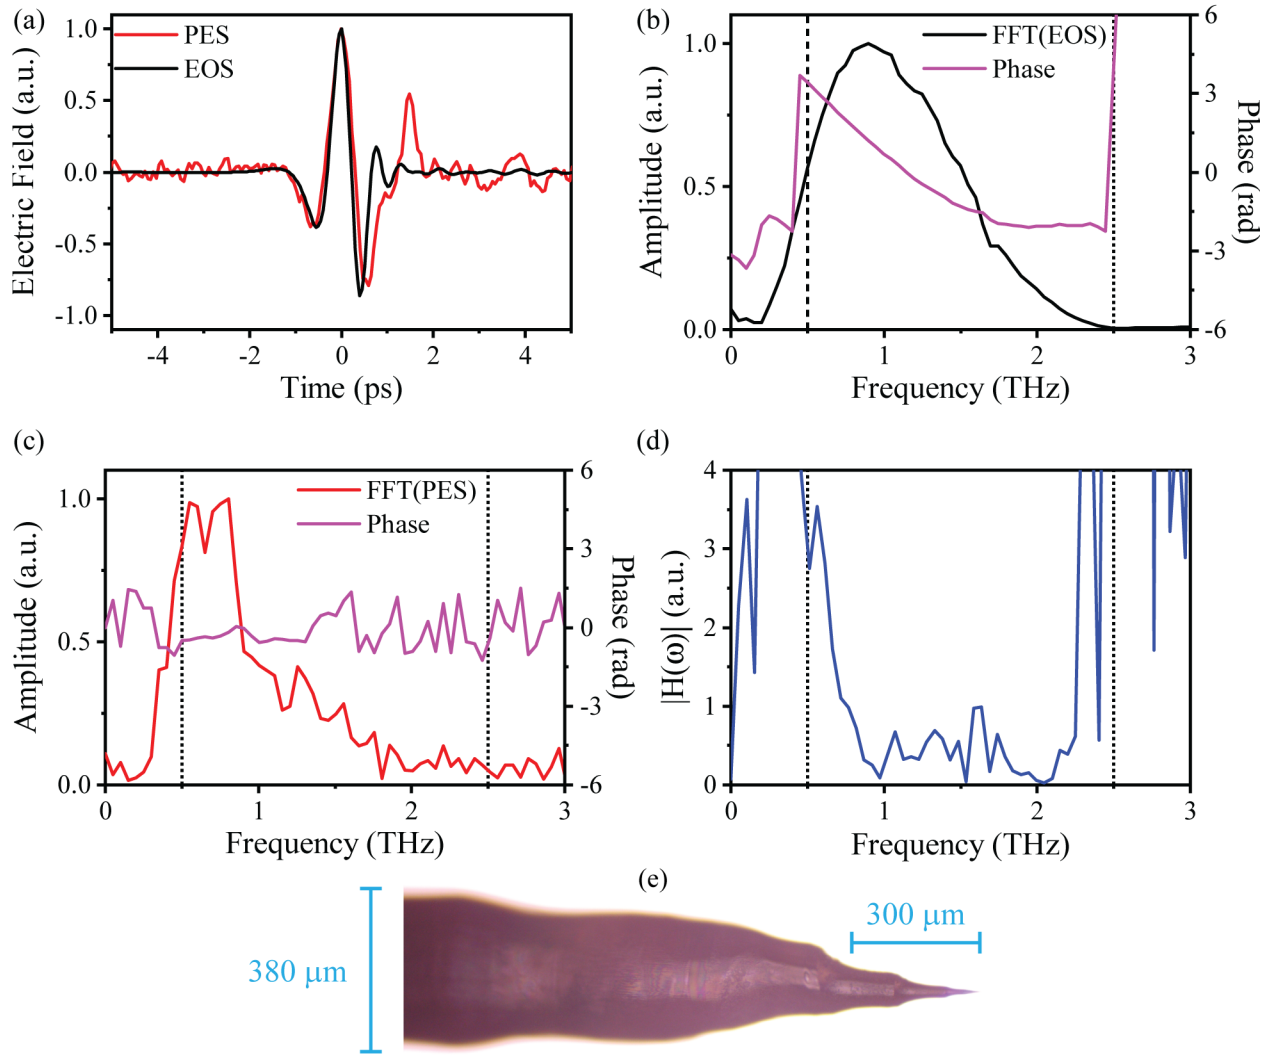 (a)
PES
EOS
1.0
0.5
0.0
-0.5
-1.0
Electric Field (a.u.)
-4
-2
0
2
4
Time (ps)
(b)
FFT(EOS)
Phase
1.0
0.5
0.0
Amplitude (a.u.)
6
3
0
-3
-6
Phase (rad)
0
1
2
3
Frequency (THz)
(c)
FFT(PES)
Phase
1.0
0.5
0.0
Amplitude (a.u.)
6
3
0
-3
-6
Phase (rad)
0
1
2
3
Frequency (THz)
(d)
4
3
2
1
0
|H(ω)| (a.u.)
0
1
2
3
Frequency (THz)
(e)
300 μm
380 μm